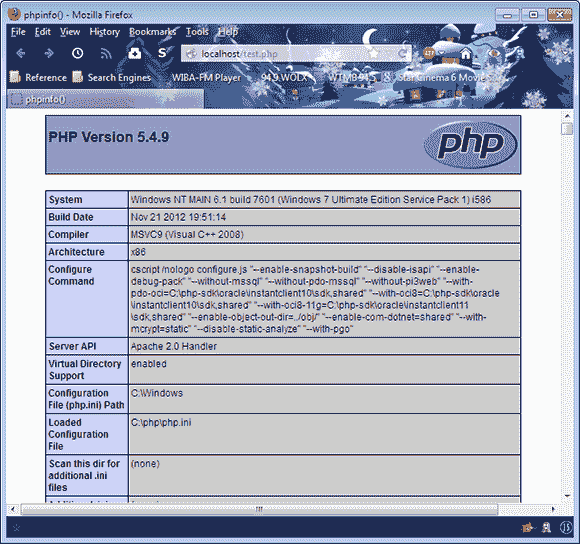 phpinfo() - Mozilla Firefox
File Edit View History Bookmarks Tools Help
localhost/test.php
Reference Search Engines WIBA-FM Player 94.9 WOLX WTMB 94.5 Star Cinema 6 Movie
phpinfo()
PHP Version 5.4.9
php
System Windows NT MAIN 6.1 build 7601 (Windows 7 Ultimate Edition Service Pack 1) i586
Build Date Nov 21 2012 19:51:14
Compiler MSVC9 (Visual C++ 2008)
Architecture x86
Configure
Command
cscript /nologo configure.js "--enable-snapshot-build" "--disable-isapi" "--enable-
debug-pack" "--without-mssql" "--without-pdo-mssql" "--without-pi3web" "--with-
pdo-oci=C:\php-sdk\oracle\instantclient10\sdk,shared" "--with-oci8=C:\php-sdk\oracle
\instantclient10\sdk,shared" "--with-oci8-11g=C:\php-sdk\oracle\instantclient11
\sdk,shared" "--enable-object-out-dir=../obj/" "--enable-com-dotnet=shared" "--with-
mcrypt=static" "--disable-static-analyze" "--with-pgo"
Server API Apache 2.0 Handler
Virtual Directory
Support
enabled
Configuration
File (php.ini) Path
C:\Windows
Loaded
Configuration
File
C:\php\php.ini
Scan this dir for
additional .ini
files
(none)